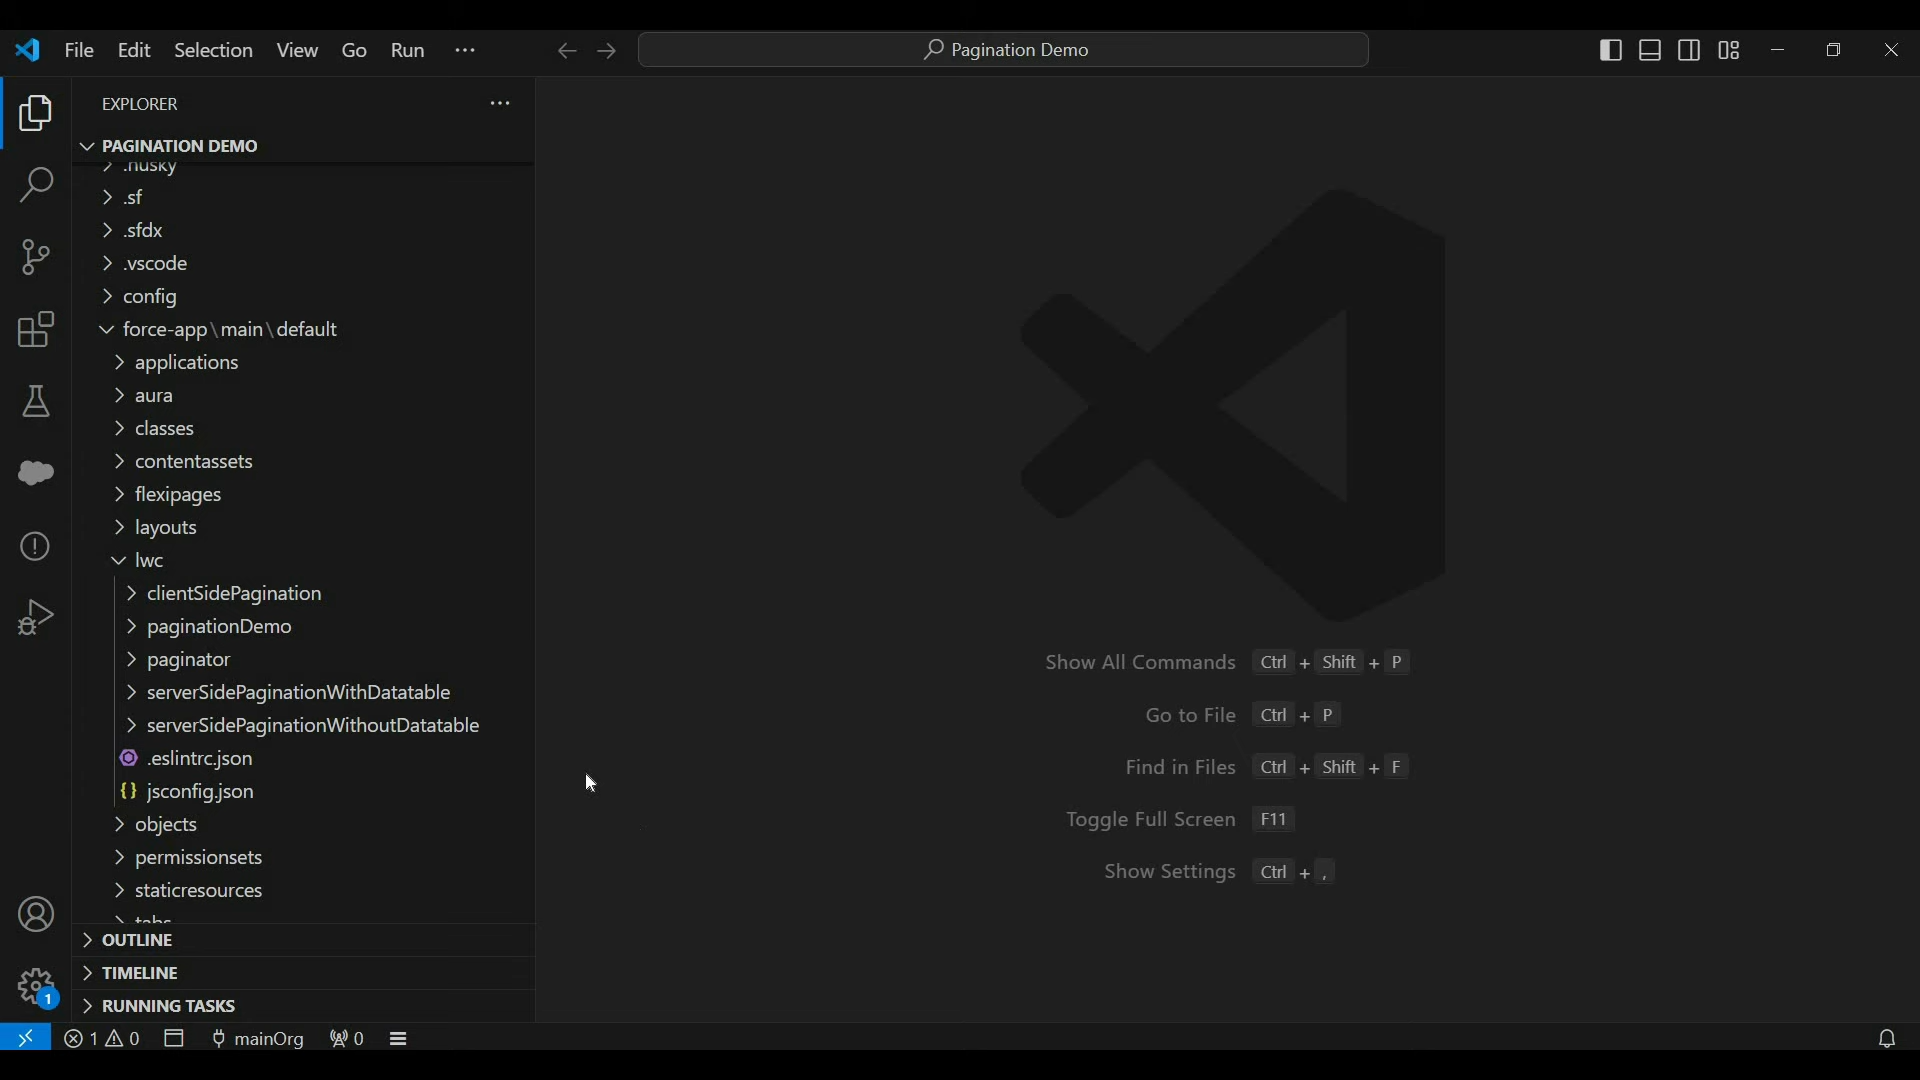 File Edit Selection View Go Run ···
Pagination Demo
EXPLORER ···
PAGINATION DEMO
.husky
.sf
.sfdx
.vscode
config
force-app\main\default
applications
aura
classes
contentassets
flexipages
layouts
lwc
clientSidePagination
paginationDemo
paginator
serverSidePaginationWithDatatable
serverSidePaginationWithoutDatatable
.eslintrc.json
{} jsconfig.json
objects
permissionsets
staticresources
tabs
OUTLINE
TIMELINE
RUNNING TASKS
Show All Commands Ctrl + Shift + P
Go to File Ctrl + P
Find in Files Ctrl + Shift + F
Toggle Full Screen F11
Show Settings Ctrl + ,
1
1 0 mainOrg 0